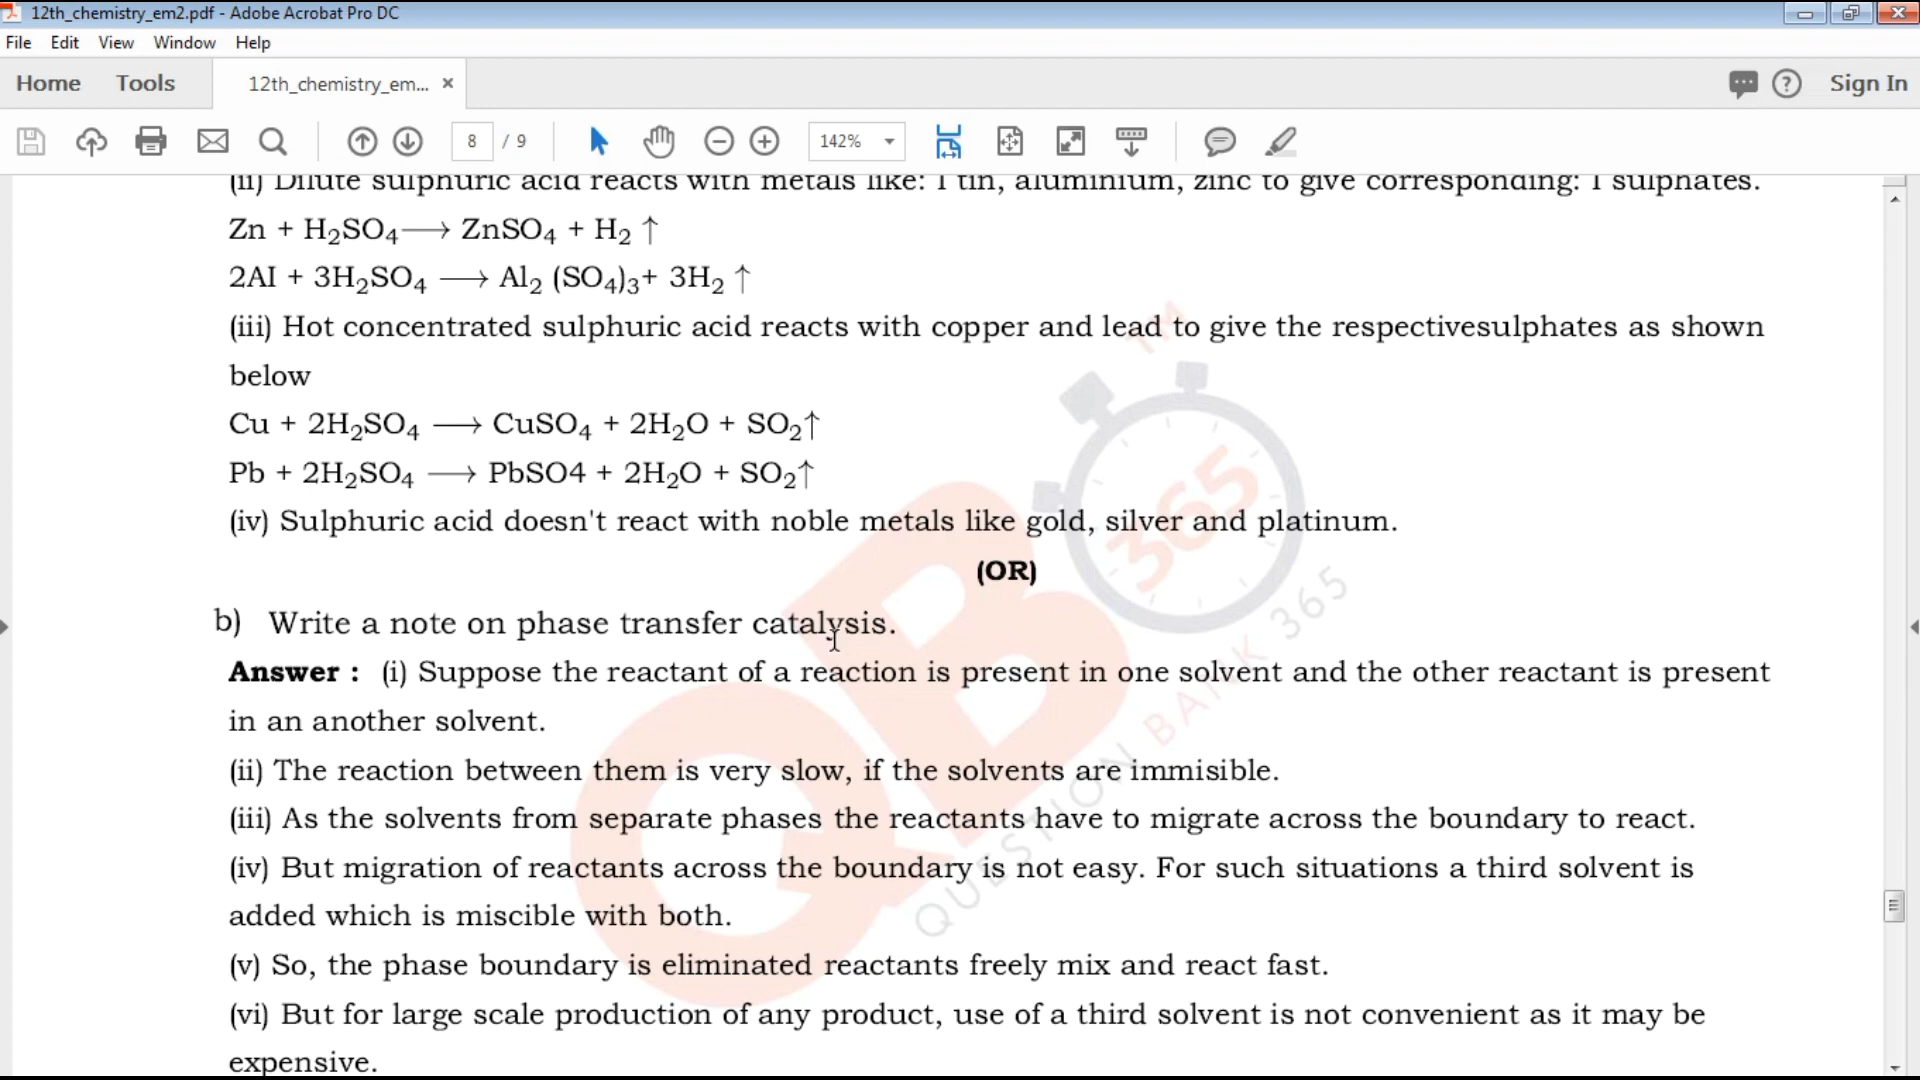 12th_chemistry_em2.pdf - Adobe Acrobat Pro DC
File Edit View Window Help
Home Tools 12th_chemistry_em... × Sign In
8 / 9 142%
(ii) Dilute sulphuric acid reacts with metals like: 1 tin, aluminium, zinc to give corresponding: 1 sulphates.
Zn + H₂SO₄⟶ ZnSO₄ + H₂ ↑
2AI + 3H₂SO₄ ⟶ Al₂ (SO₄)₃+ 3H₂ ↑
(iii) Hot concentrated sulphuric acid reacts with copper and lead to give the respectivesulphates as shown
below
Cu + 2H₂SO₄ ⟶ CuSO₄ + 2H₂O + SO₂↑
Pb + 2H₂SO₄ ⟶ PbSO4 + 2H₂O + SO₂↑
(iv) Sulphuric acid doesn't react with noble metals like gold, silver and platinum.
(OR)
b) Write a note on phase transfer catalysis.
Answer : (i) Suppose the reactant of a reaction is present in one solvent and the other reactant is present
in an another solvent.
(ii) The reaction between them is very slow, if the solvents are immisible.
(iii) As the solvents from separate phases the reactants have to migrate across the boundary to react.
(iv) But migration of reactants across the boundary is not easy. For such situations a third solvent is
added which is miscible with both.
(v) So, the phase boundary is eliminated reactants freely mix and react fast.
(vi) But for large scale production of any product, use of a third solvent is not convenient as it may be
expensive.
QB
365
TM
QUESTION BANK 365